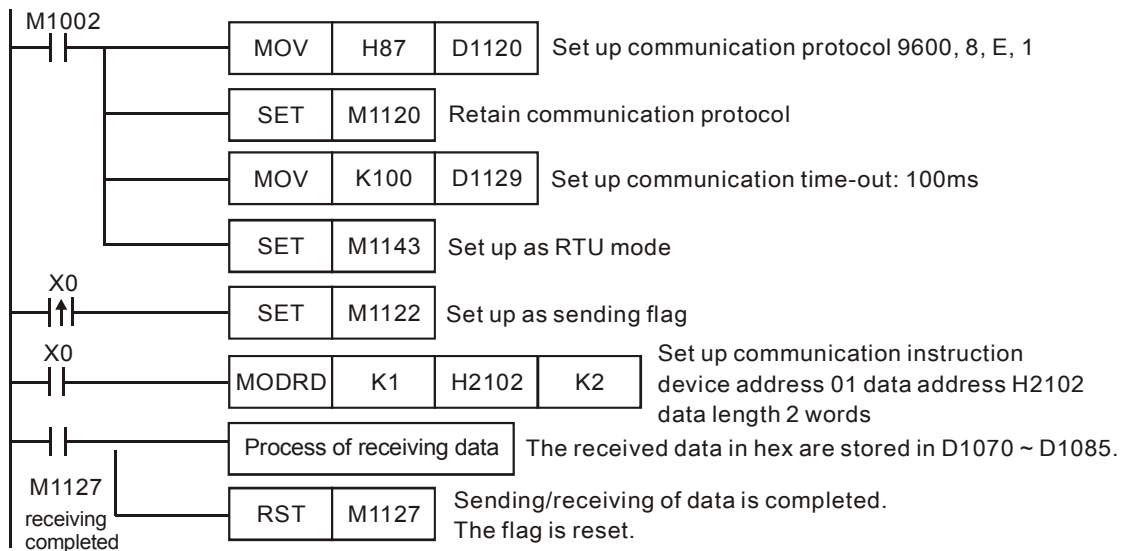 M1002
MOV H87 D1120 Set up communication protocol 9600, 8, E, 1
SET M1120 Retain communication protocol
MOV K100 D1129 Set up communication time-out: 100ms
SET M1143 Set up as RTU mode
X0
SET M1122 Set up as sending flag
X0
MODRD K1 H2102 K2
Set up communication instruction
device address 01 data address H2102
data length 2 words
Process of receiving data The received data in hex are stored in D1070 ~ D1085.
M1127
receiving
completed
RST M1127
Sending/receiving of data is completed.
The flag is reset.